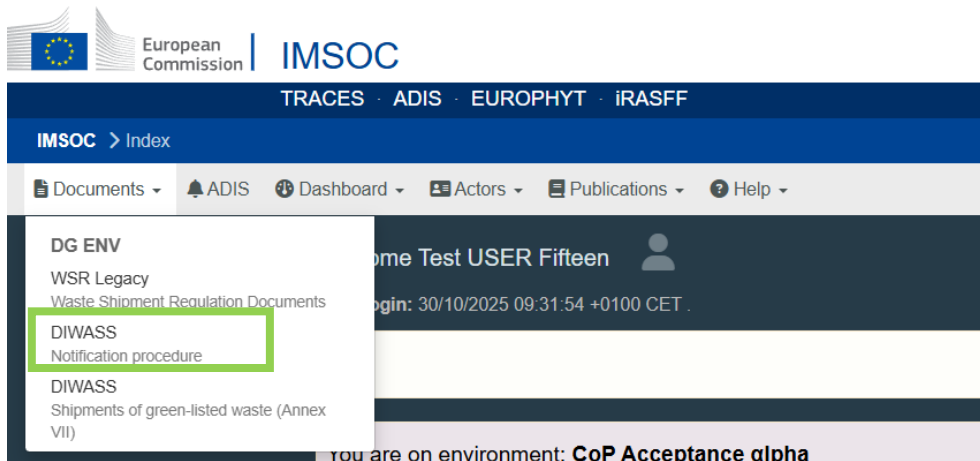 European
Commission
IMSOC
TRACES · ADIS · EUROPHYT · iRASFF
IMSOC > Index
Documents ADIS Dashboard Actors Publications Help
DG ENV
WSR Legacy
Waste Shipment Regulation Documents
DIWASS
Notification procedure
DIWASS
Shipments of green-listed waste (Annex
VII)
ome Test USER Fifteen
ogin: 30/10/2025 09:31:54 +0100 CET .
You are on environment: CoP Acceptance alpha